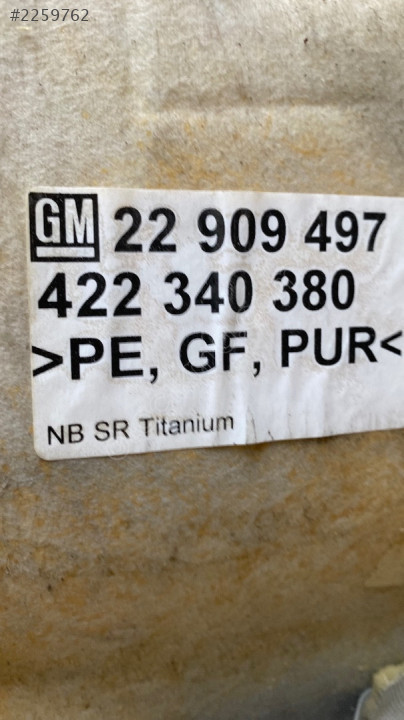 #2259762
GM 22 909 497
422 340 380
>PE, GF, PUR<
NB SR Titanium